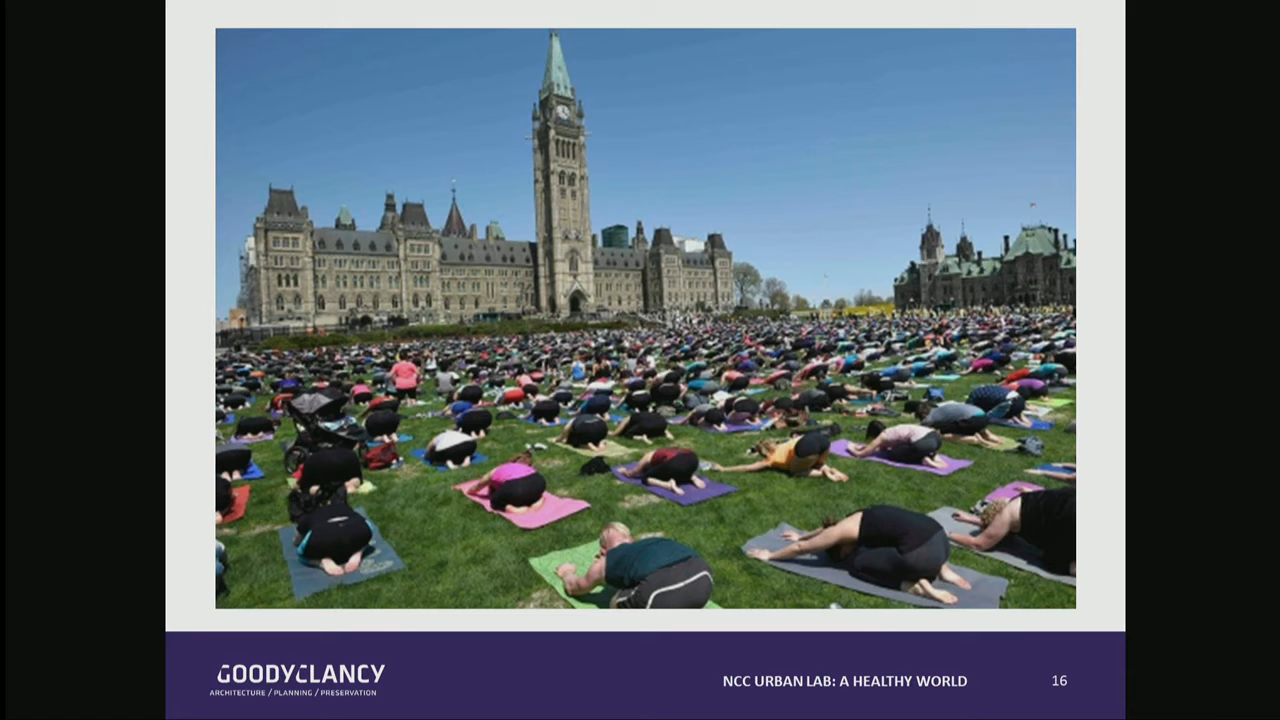 GOODYCLANCY
ARCHITECTURE / PLANNING / PRESERVATION
NCC URBAN LAB: A HEALTHY WORLD
16